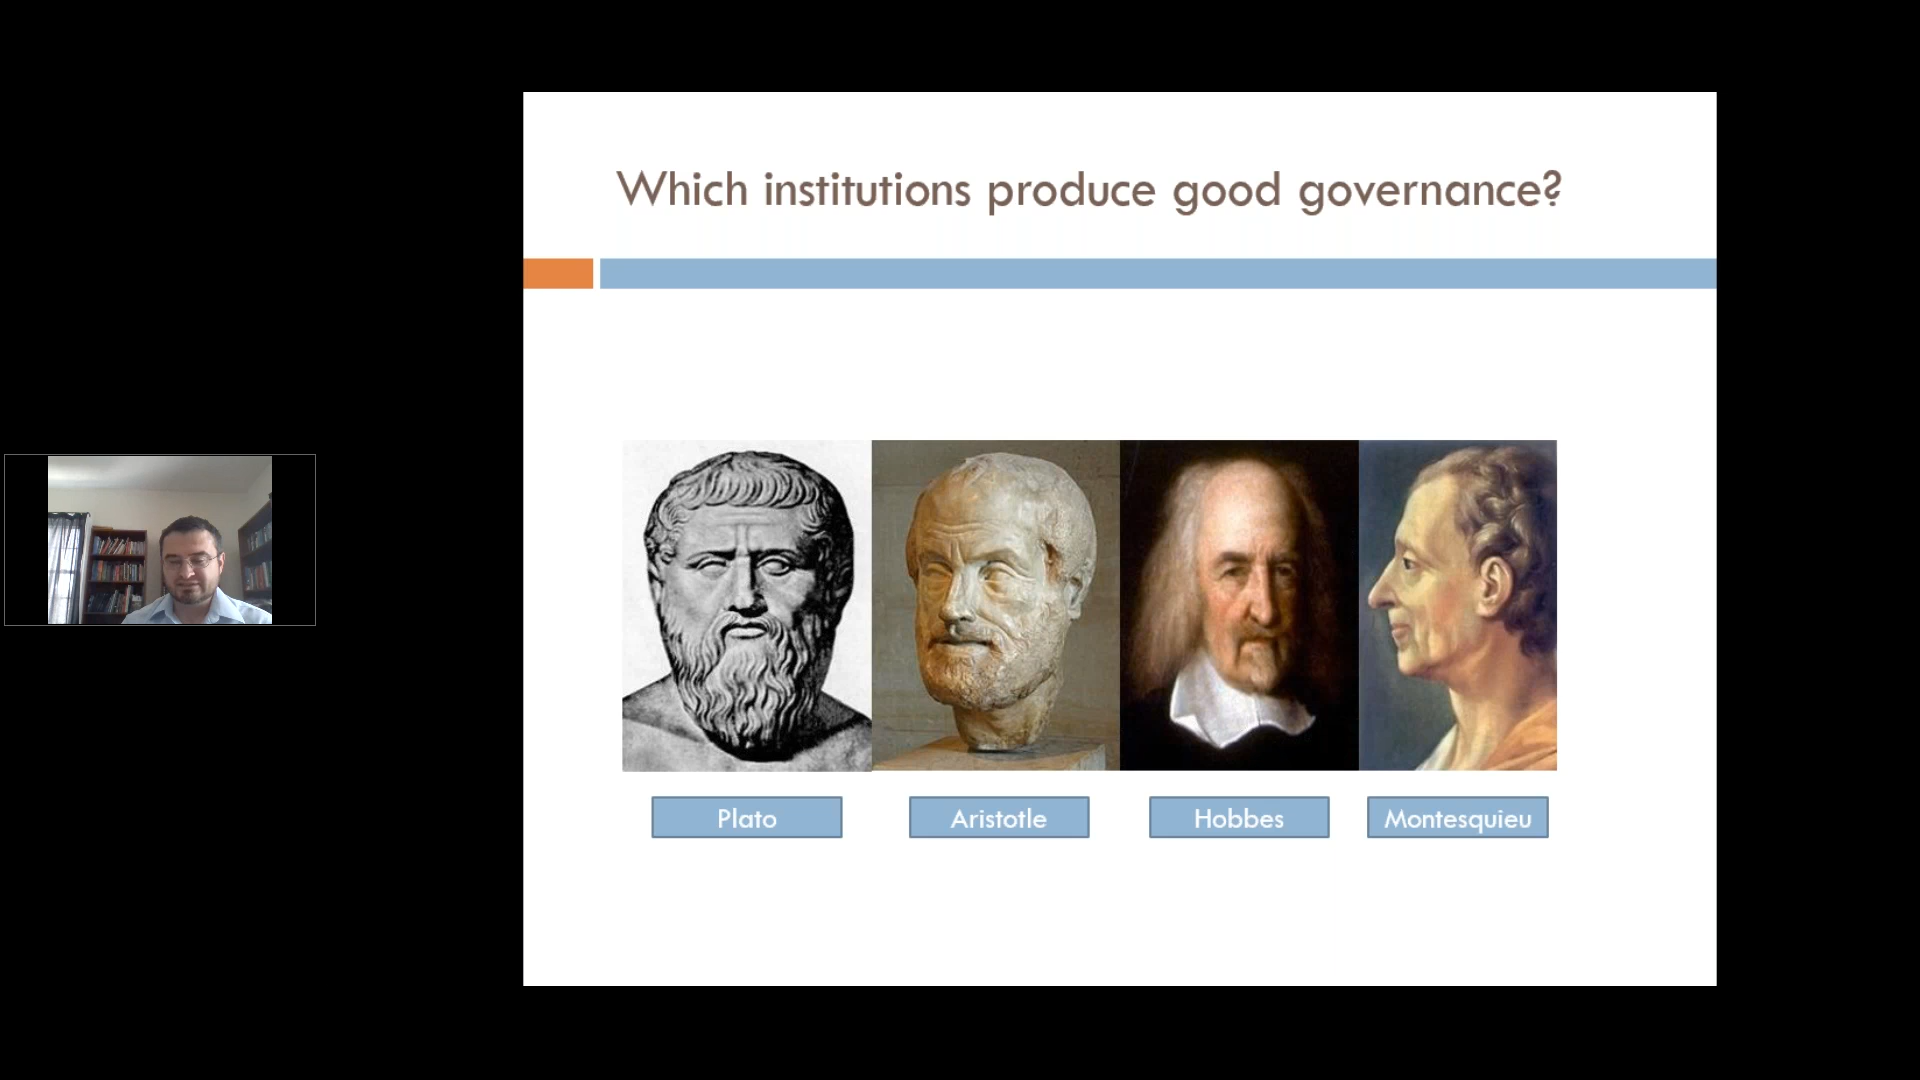 Which institutions produce good governance?
Plato
Aristotle
Hobbes
Montesquieu